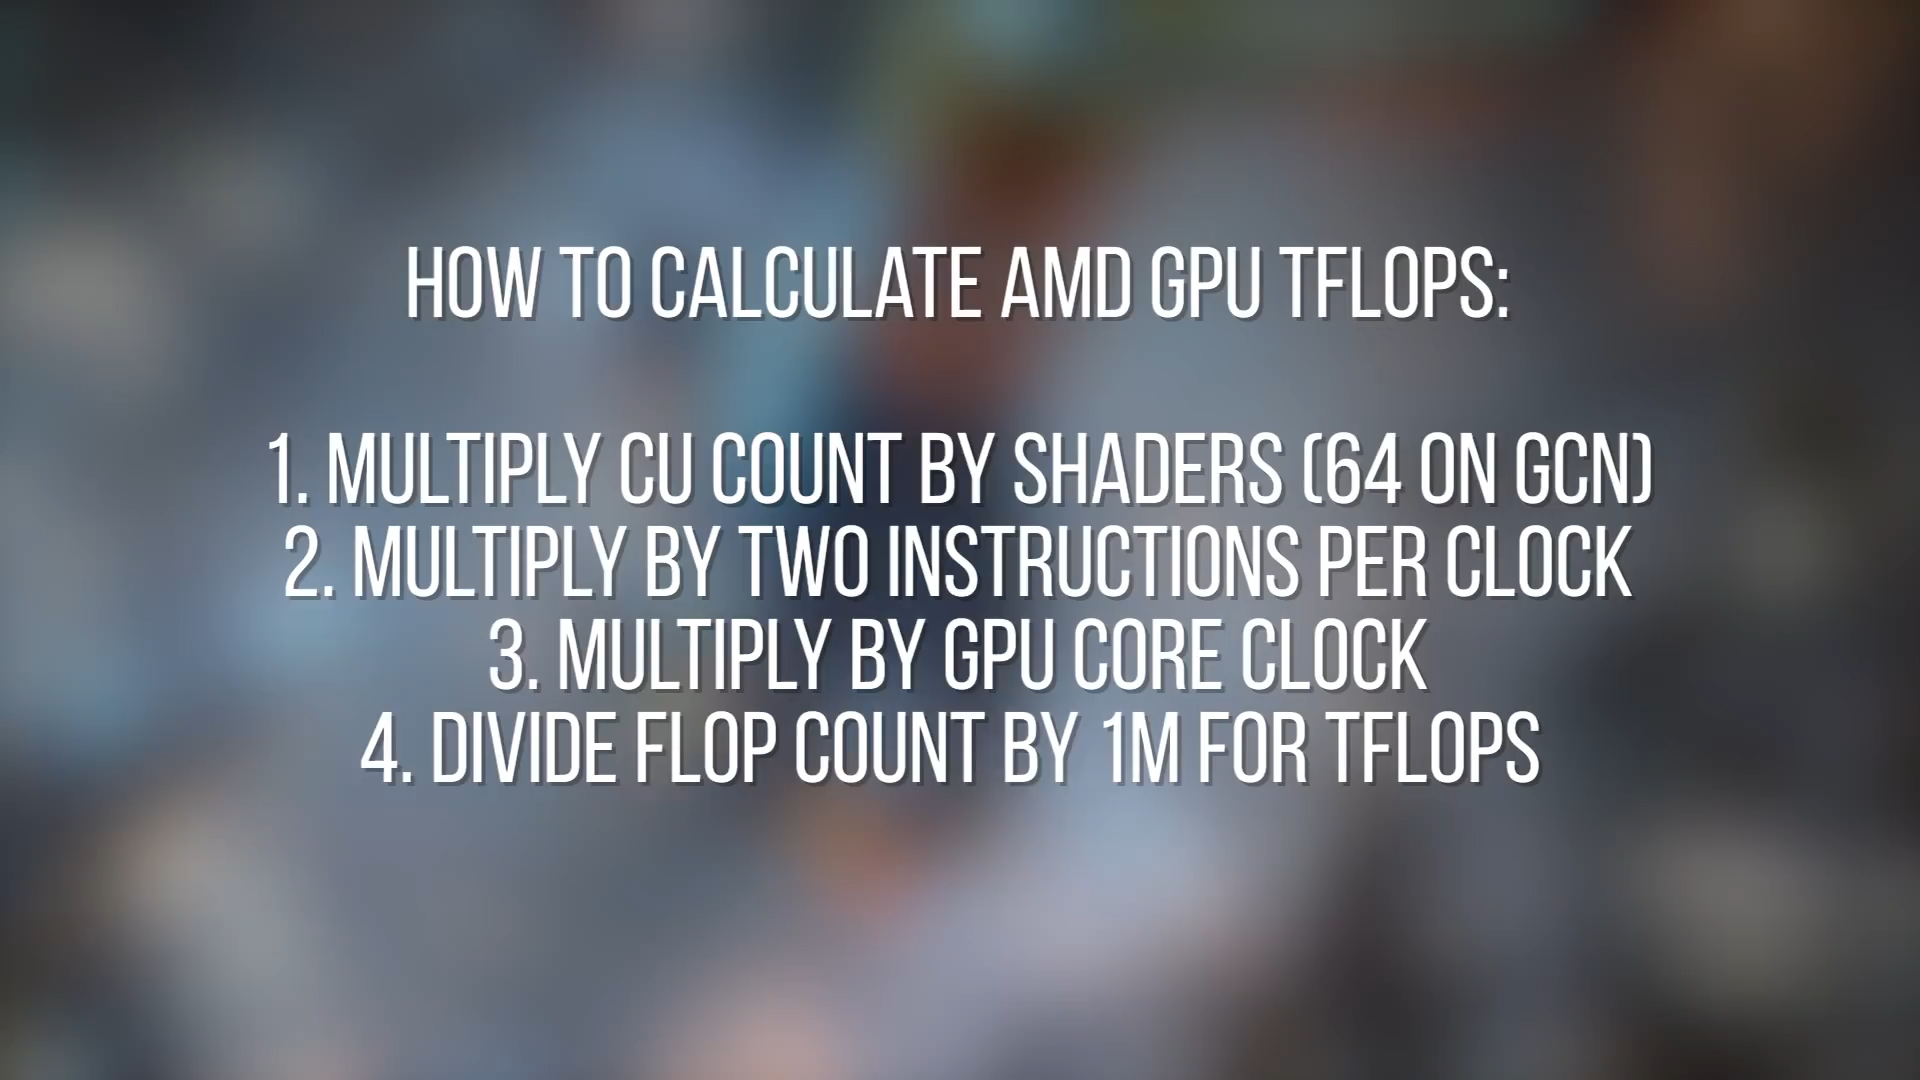 HOW TO CALCULATE AMD GPU TFLOPS:
1. MULTIPLY CU COUNT BY SHADERS (64 ON GCN)
2. MULTIPLY BY TWO INSTRUCTIONS PER CLOCK
3. MULTIPLY BY GPU CORE CLOCK
4. DIVIDE FLOP COUNT BY 1M FOR TFLOPS